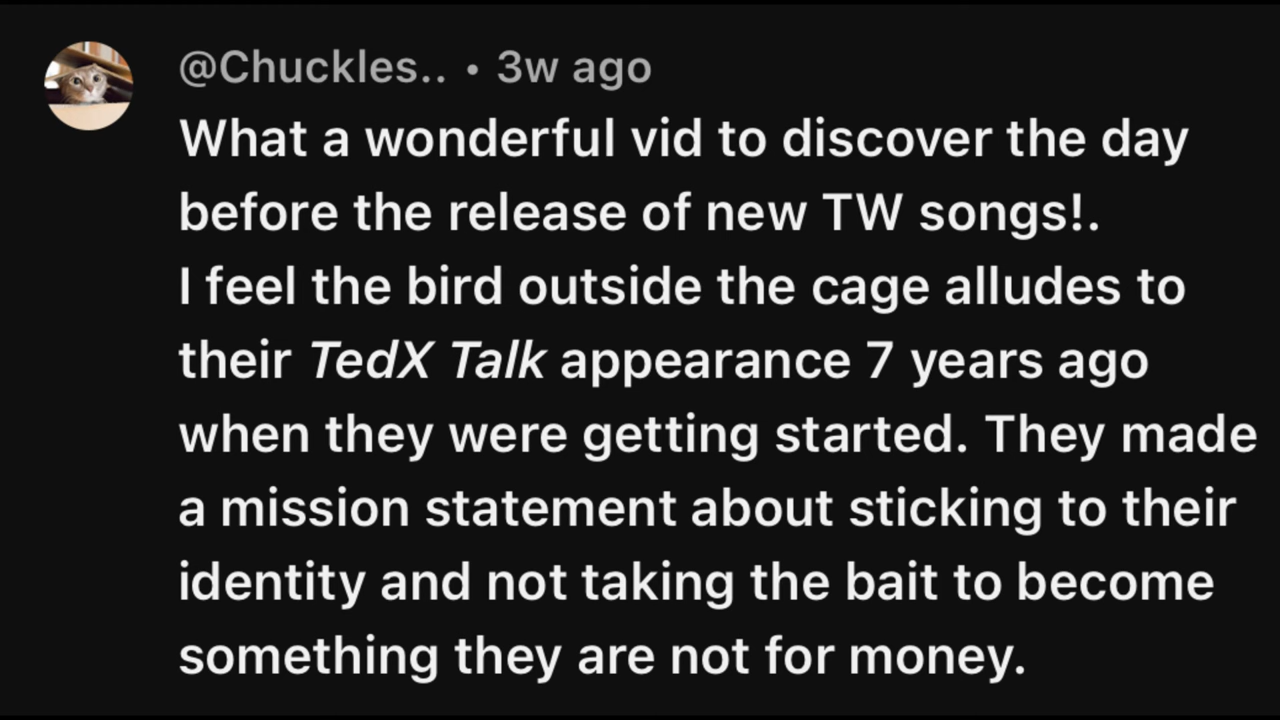 @Chuckles.. • 3w ago
What a wonderful vid to discover the day
before the release of new TW songs!.
I feel the bird outside the cage alludes to
their TedX Talk appearance 7 years ago
when they were getting started. They made
a mission statement about sticking to their
identity and not taking the bait to become
something they are not for money.